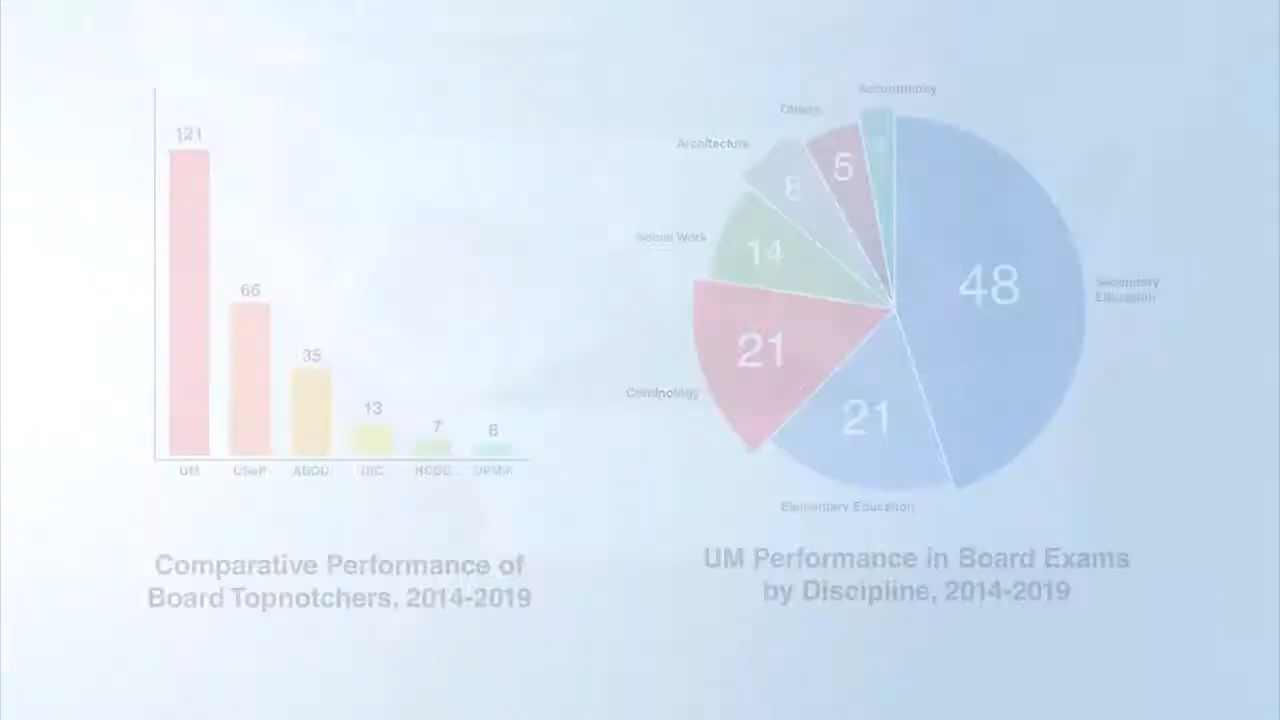 121
66
35
13
7
6
UM
USeP
ADDU
UIC
HCDC
UPMin
Comparative Performance of
Board Topnotchers, 2014-2019
Accountancy
Others
Architecture
Social Work
Criminology
Elementary Education
Secondary
Education
5
8
14
21
21
48
UM Performance in Board Exams
by Discipline, 2014-2019